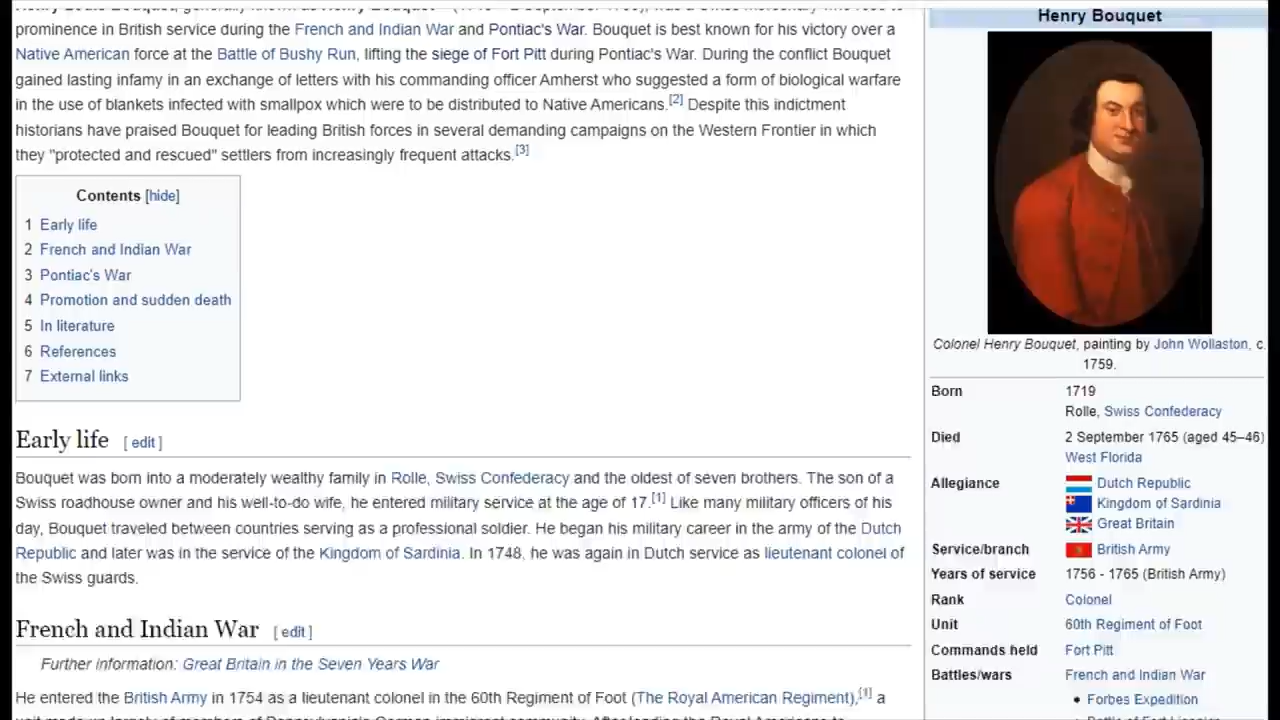 prominence in British service during the French and Indian War and Pontiac's War. Bouquet is best known for his victory over a
Native American force at the Battle of Bushy Run, lifting the siege of Fort Pitt during Pontiac's War. During the conflict Bouquet
gained lasting infamy in an exchange of letters with his commanding officer Amherst who suggested a form of biological warfare
in the use of blankets infected with smallpox which were to be distributed to Native Americans.[2] Despite this indictment
historians have praised Bouquet for leading British forces in several demanding campaigns on the Western Frontier in which
they "protected and rescued" settlers from increasingly frequent attacks.[3]
Contents [hide]
1 Early life
2 French and Indian War
3 Pontiac's War
4 Promotion and sudden death
5 In literature
6 References
7 External links
Early life [ edit ]
Bouquet was born into a moderately wealthy family in Rolle, Swiss Confederacy and the oldest of seven brothers. The son of a
Swiss roadhouse owner and his well-to-do wife, he entered military service at the age of 17.[1] Like many military officers of his
day, Bouquet traveled between countries serving as professional soldier. He began his military career in the army of the Dutch
Republic and later was in the service of the Kingdom of Sardinia. In 1748, he was again in Dutch service as lieutenant colonel of
the Swiss guards.
French and Indian War [ edit ]
Further information: Great Britain in the Seven Years War
He entered the British Army in 1754 as a lieutenant colonel in the 60th Regiment of Foot (The Royal American Regiment),[1] a
Henry Bouquet
Colonel Henry Bouquet, painting by John Wollaston, c.
1759.
Born 1719
Rolle, Swiss Confederacy
Died 2 September 1765 (aged 45–46)
West Florida
Allegiance Dutch Republic
Kingdom of Sardinia
Great Britain
Service/branch British Army
Years of service 1756 - 1765 (British Army)
Rank Colonel
Unit 60th Regiment of Foot
Commands held Fort Pitt
Battles/wars French and Indian War
• Forbes Expedition